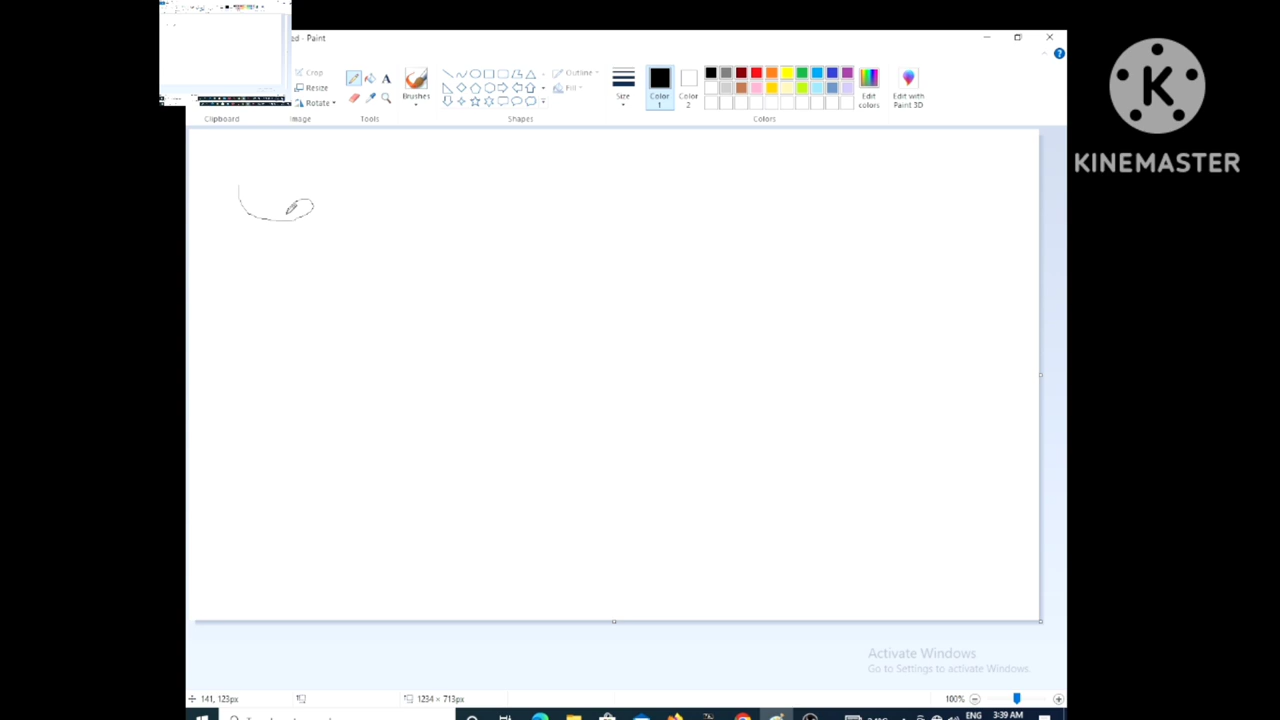 ed - Paint
Crop
Resize
Rotate
A
Brushes
Outline
Fill
Size
Color
1
Color
2
Edit
colors
Edit with
Paint 3D
Clipboard
Image
Tools
Shapes
Colors
K
KINEMASTER
Activate Windows
Go to Settings to activate Windows.
141, 123px
1234 × 713px
100%
ENG
3:39 AM